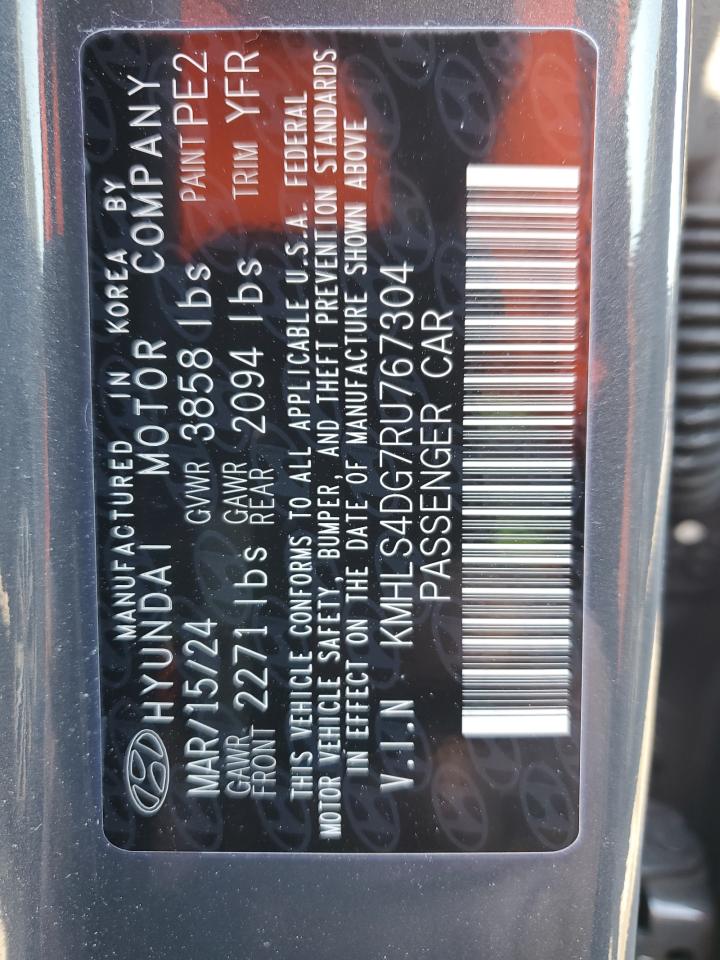 MANUFACTURED IN KOREA BY
HYUNDAI MOTOR COMPANY
MAR/15/24 GVWR 3858 lbs PAINT PE2
GAWR FRONT 2271 lbs GAWR REAR 2094 lbs TRIM YFR
THIS VEHICLE CONFORMS TO ALL APPLICABLE U.S.A. FEDERAL
MOTOR VEHICLE SAFETY, BUMPER, AND THEFT PREVENTION STANDARDS
IN EFFECT ON THE DATE OF MANUFACTURE SHOWN ABOVE
V.I.N KMHLS4DG7RU767304
PASSENGER CAR